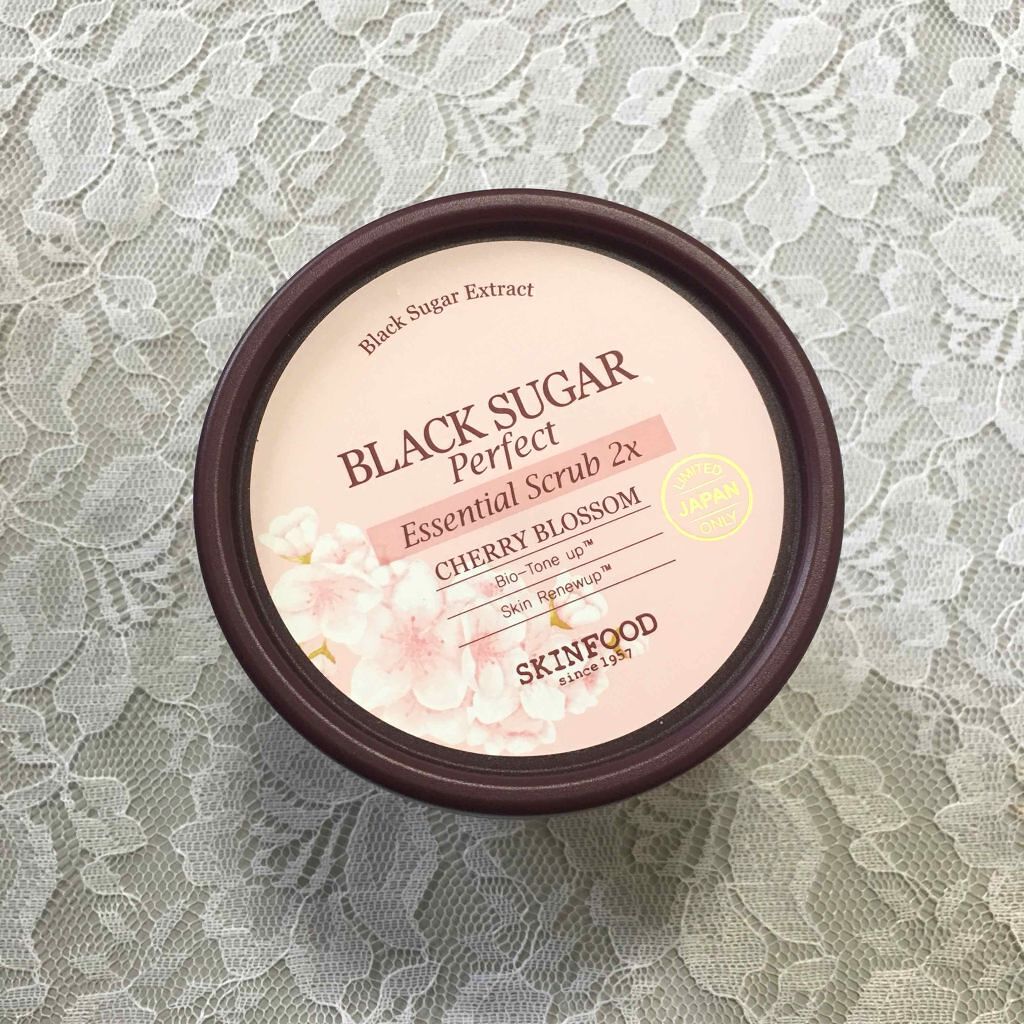 Black Sugar Extract
BLACK SUGAR
Perfect
Essential Scrub 2x
CHERRY BLOSSOM
Bio-Tone up™
Skin Renewup™
LIMITED
JAPAN
ONLY
SKINFOOD
since 1957